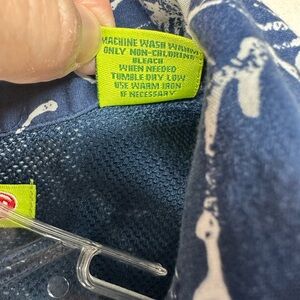 MACHINE WASH WARM
ONLY NON-CHLORINE
BLEACH
WHEN NEEDED
TUMBLE DRY LOW
USE WARM IRON
IF NECESSARY